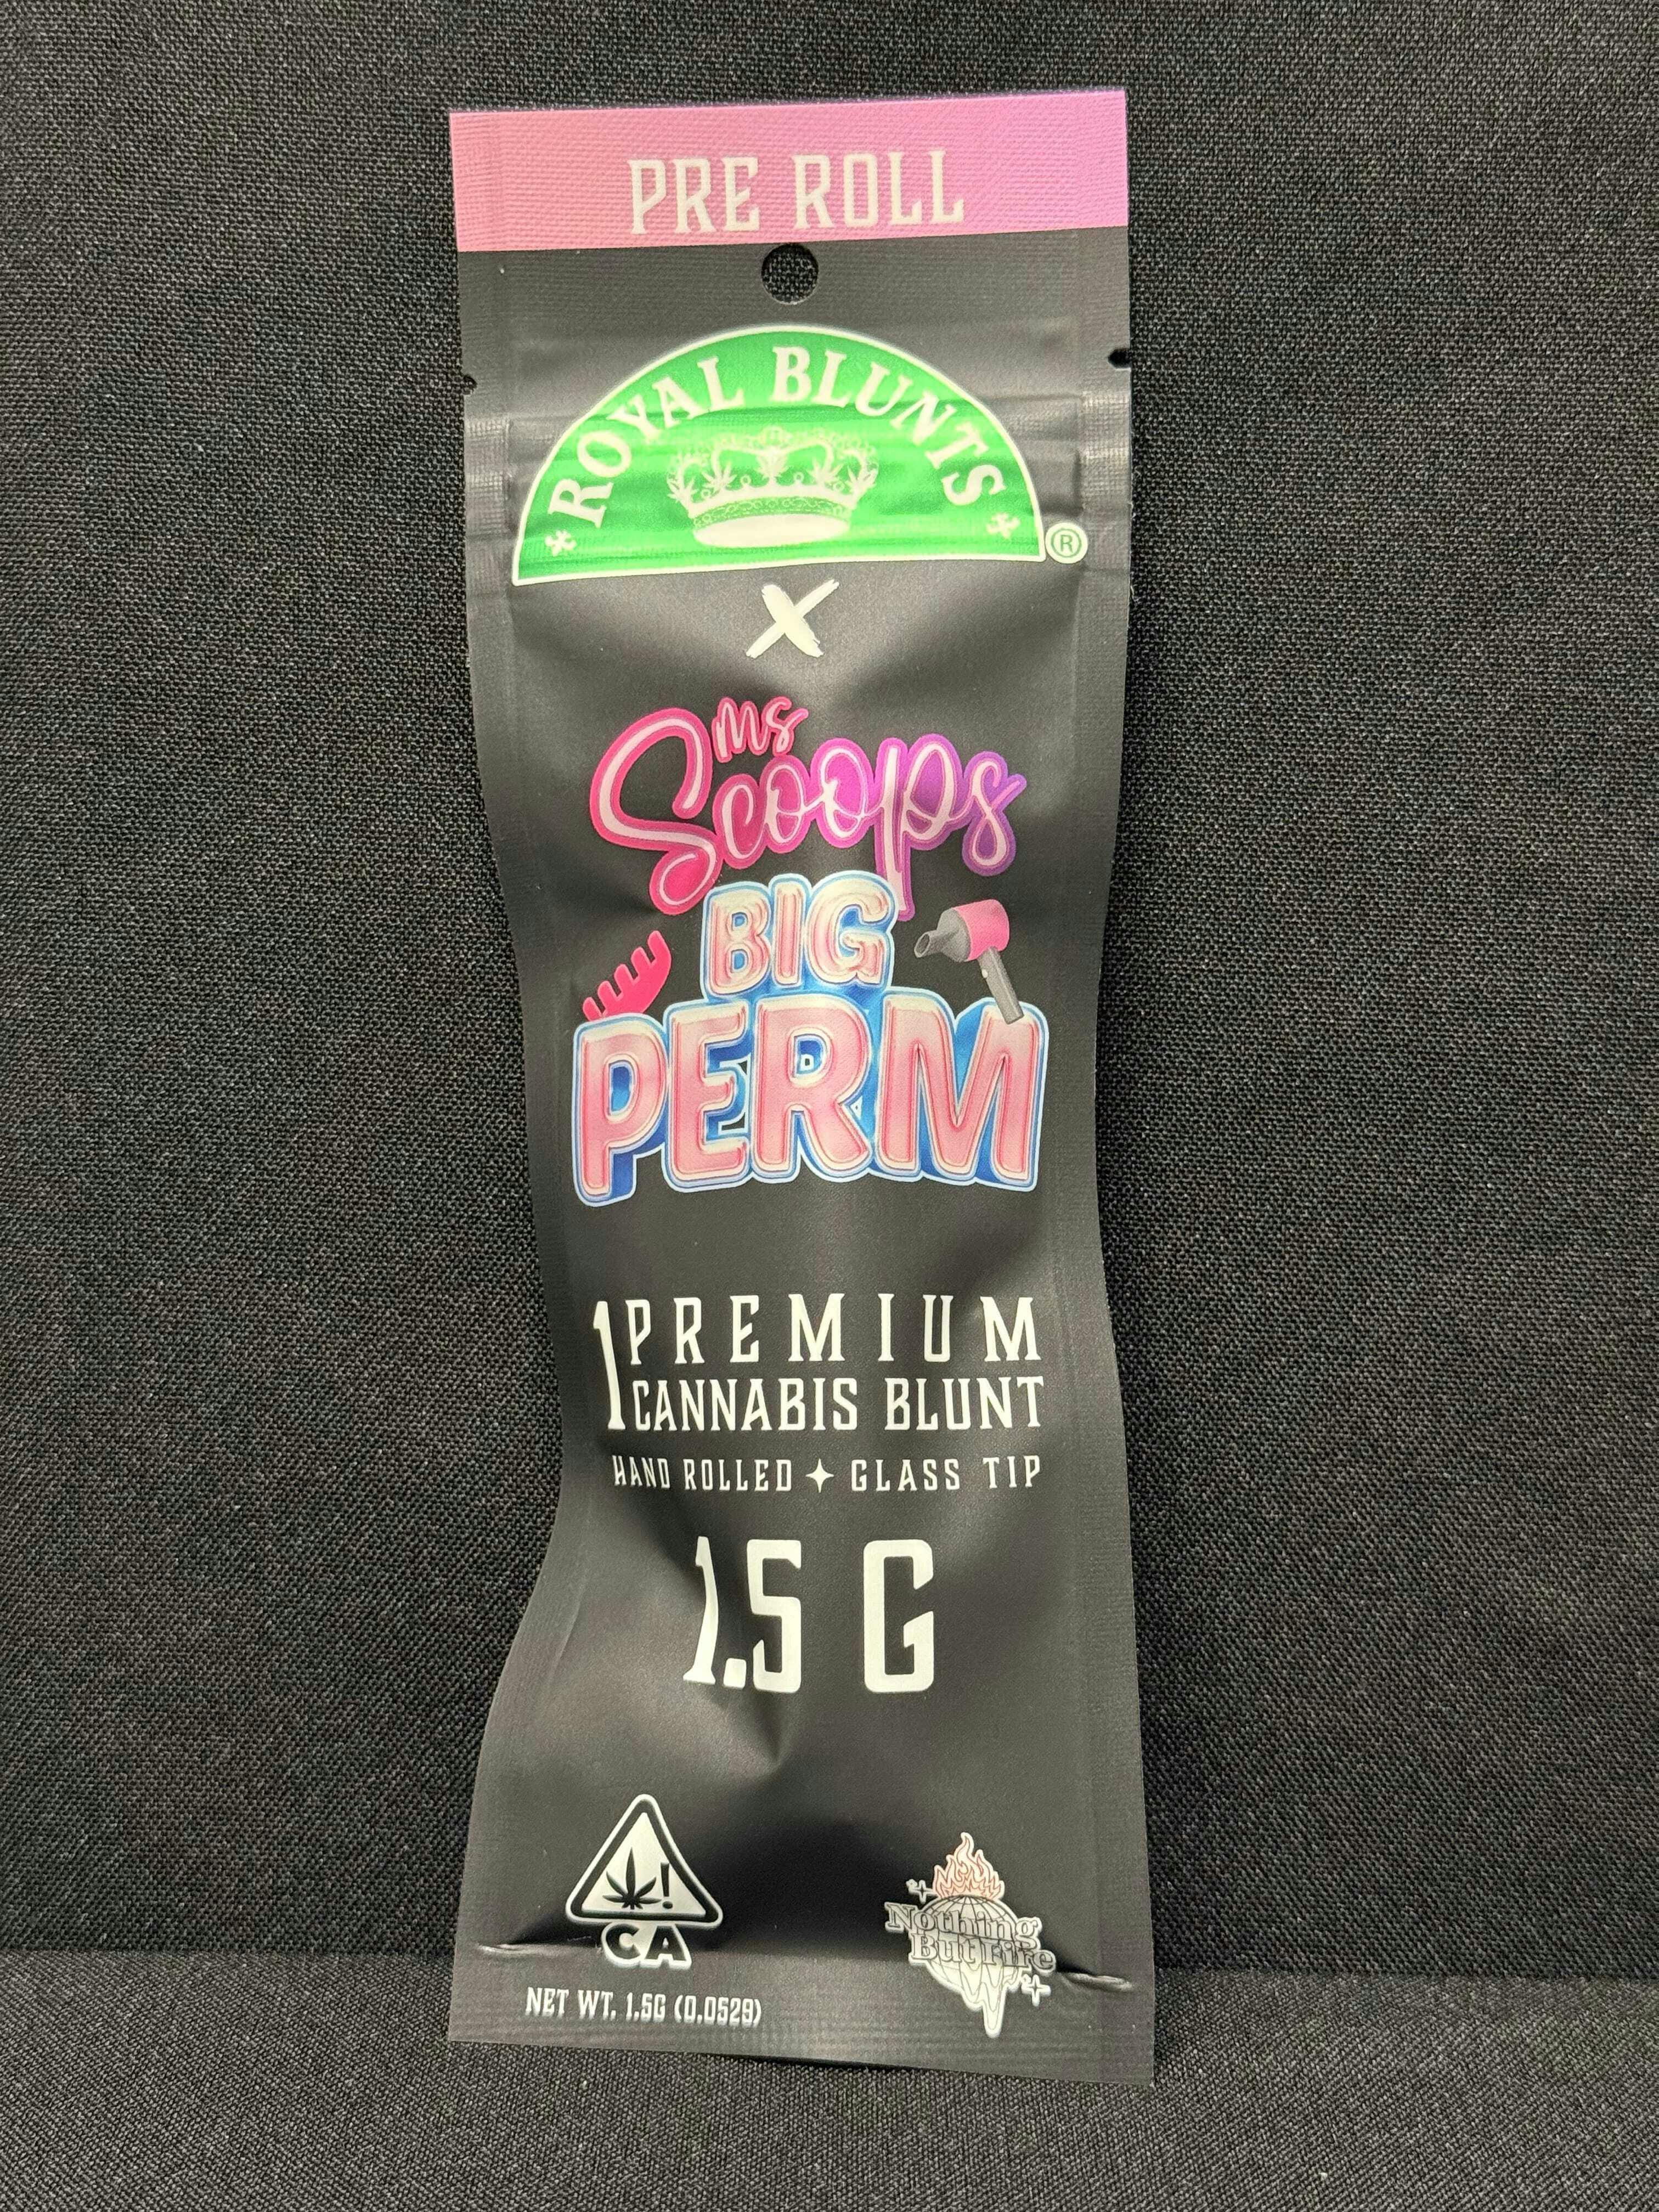 PRE ROLL
ROYAL BLUNTS
®
X
Ms
Scoops
BIG
PERM
1 PREMIUM
CANNABIS BLUNT
HAND ROLLED ✦ GLASS TIP
1.5 G
!
CA
Nothing
But Fire
NET WT. 1.5G (0.0529)